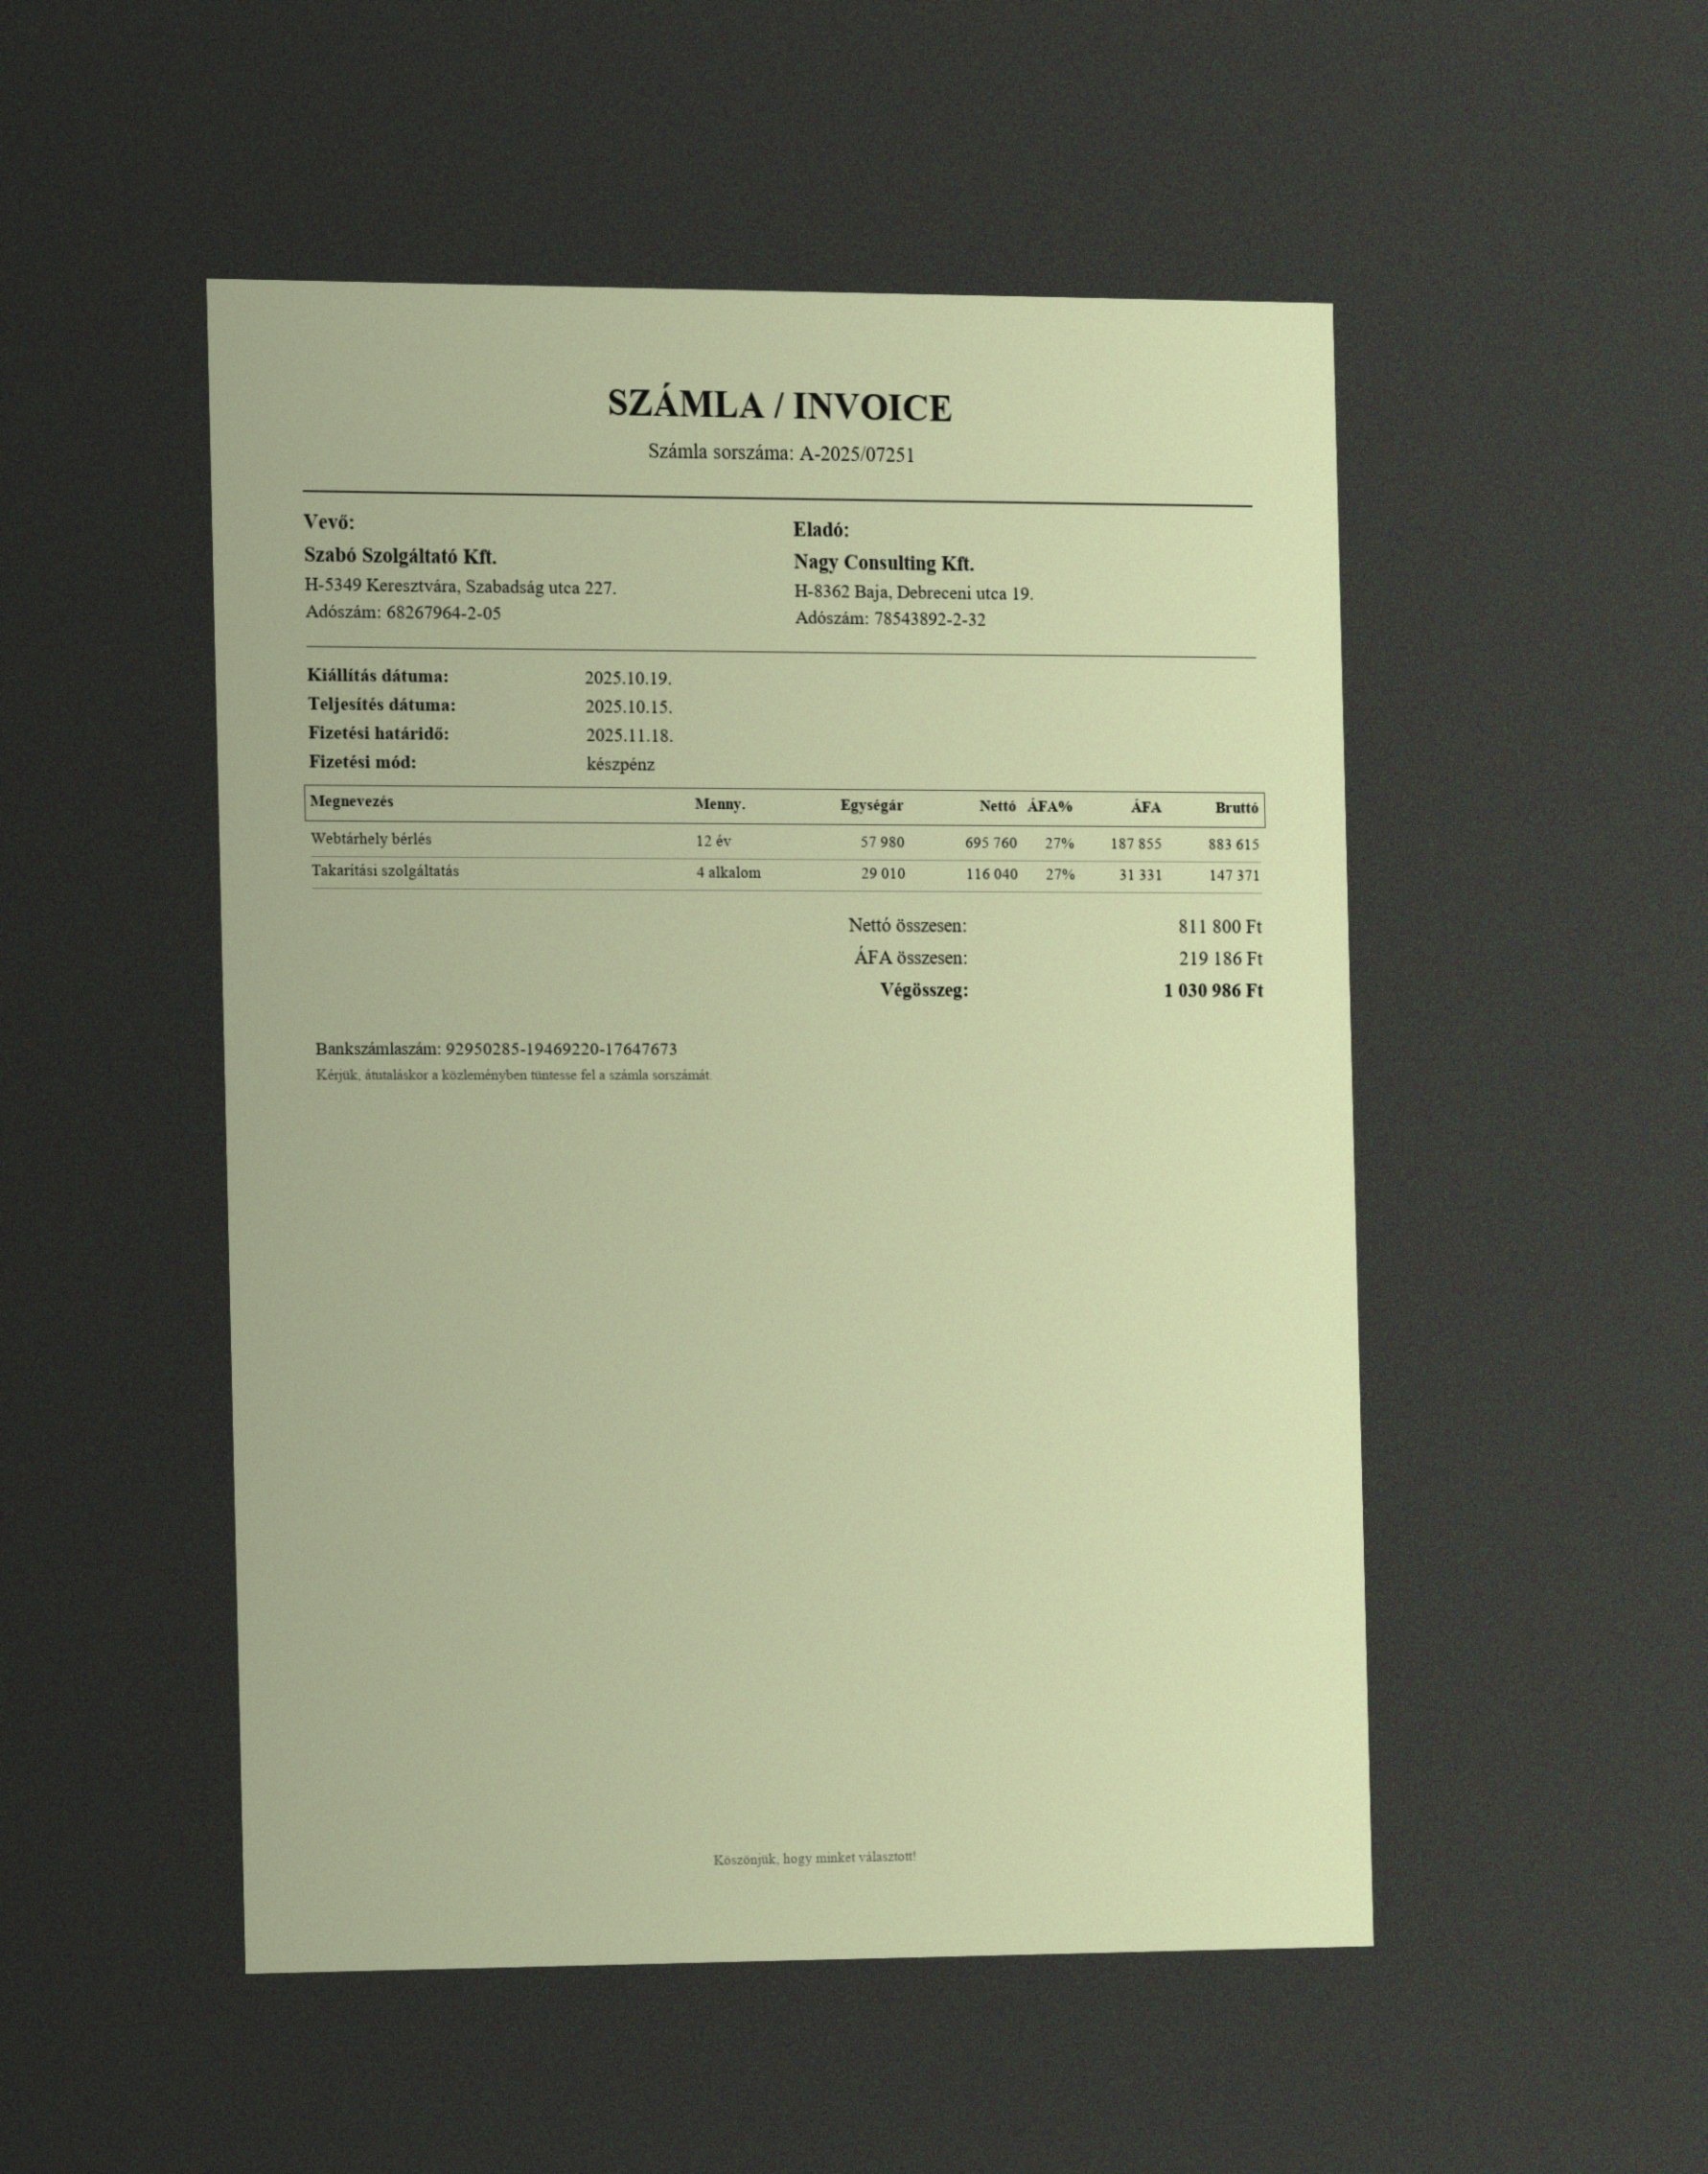 SZÁMLA / INVOICE
Számla sorszáma: A-2025/07251
Vevő:
Szabó Szolgáltató Kft.
H-5349 Keresztvára, Szabadság utca 227.
Adószám: 68267964-2-05
Eladó:
Nagy Consulting Kft.
H-8362 Baja, Debreceni utca 19.
Adószám: 78543892-2-32
Kiállítás dátuma: 2025.10.19.
Teljesítés dátuma: 2025.10.15.
Fizetési határidő: 2025.11.18.
Fizetési mód: készpénz
Megnevezés Menny. Egységár Nettó ÁFA% ÁFA Bruttó
Webtárhely bérlés 12 év 57 980 695 760 27% 187 855 883 615
Takarítási szolgáltatás 4 alkalom 29 010 116 040 27% 31 331 147 371
Nettó összesen: 811 800 Ft
ÁFA összesen: 219 186 Ft
Végösszeg: 1 030 986 Ft
Bankszámlaszám: 92950285-19469220-17647673
Kérjük, átutaláskor a közleményben tüntesse fel a számla sorszámát.
Köszönjük, hogy minket választott!